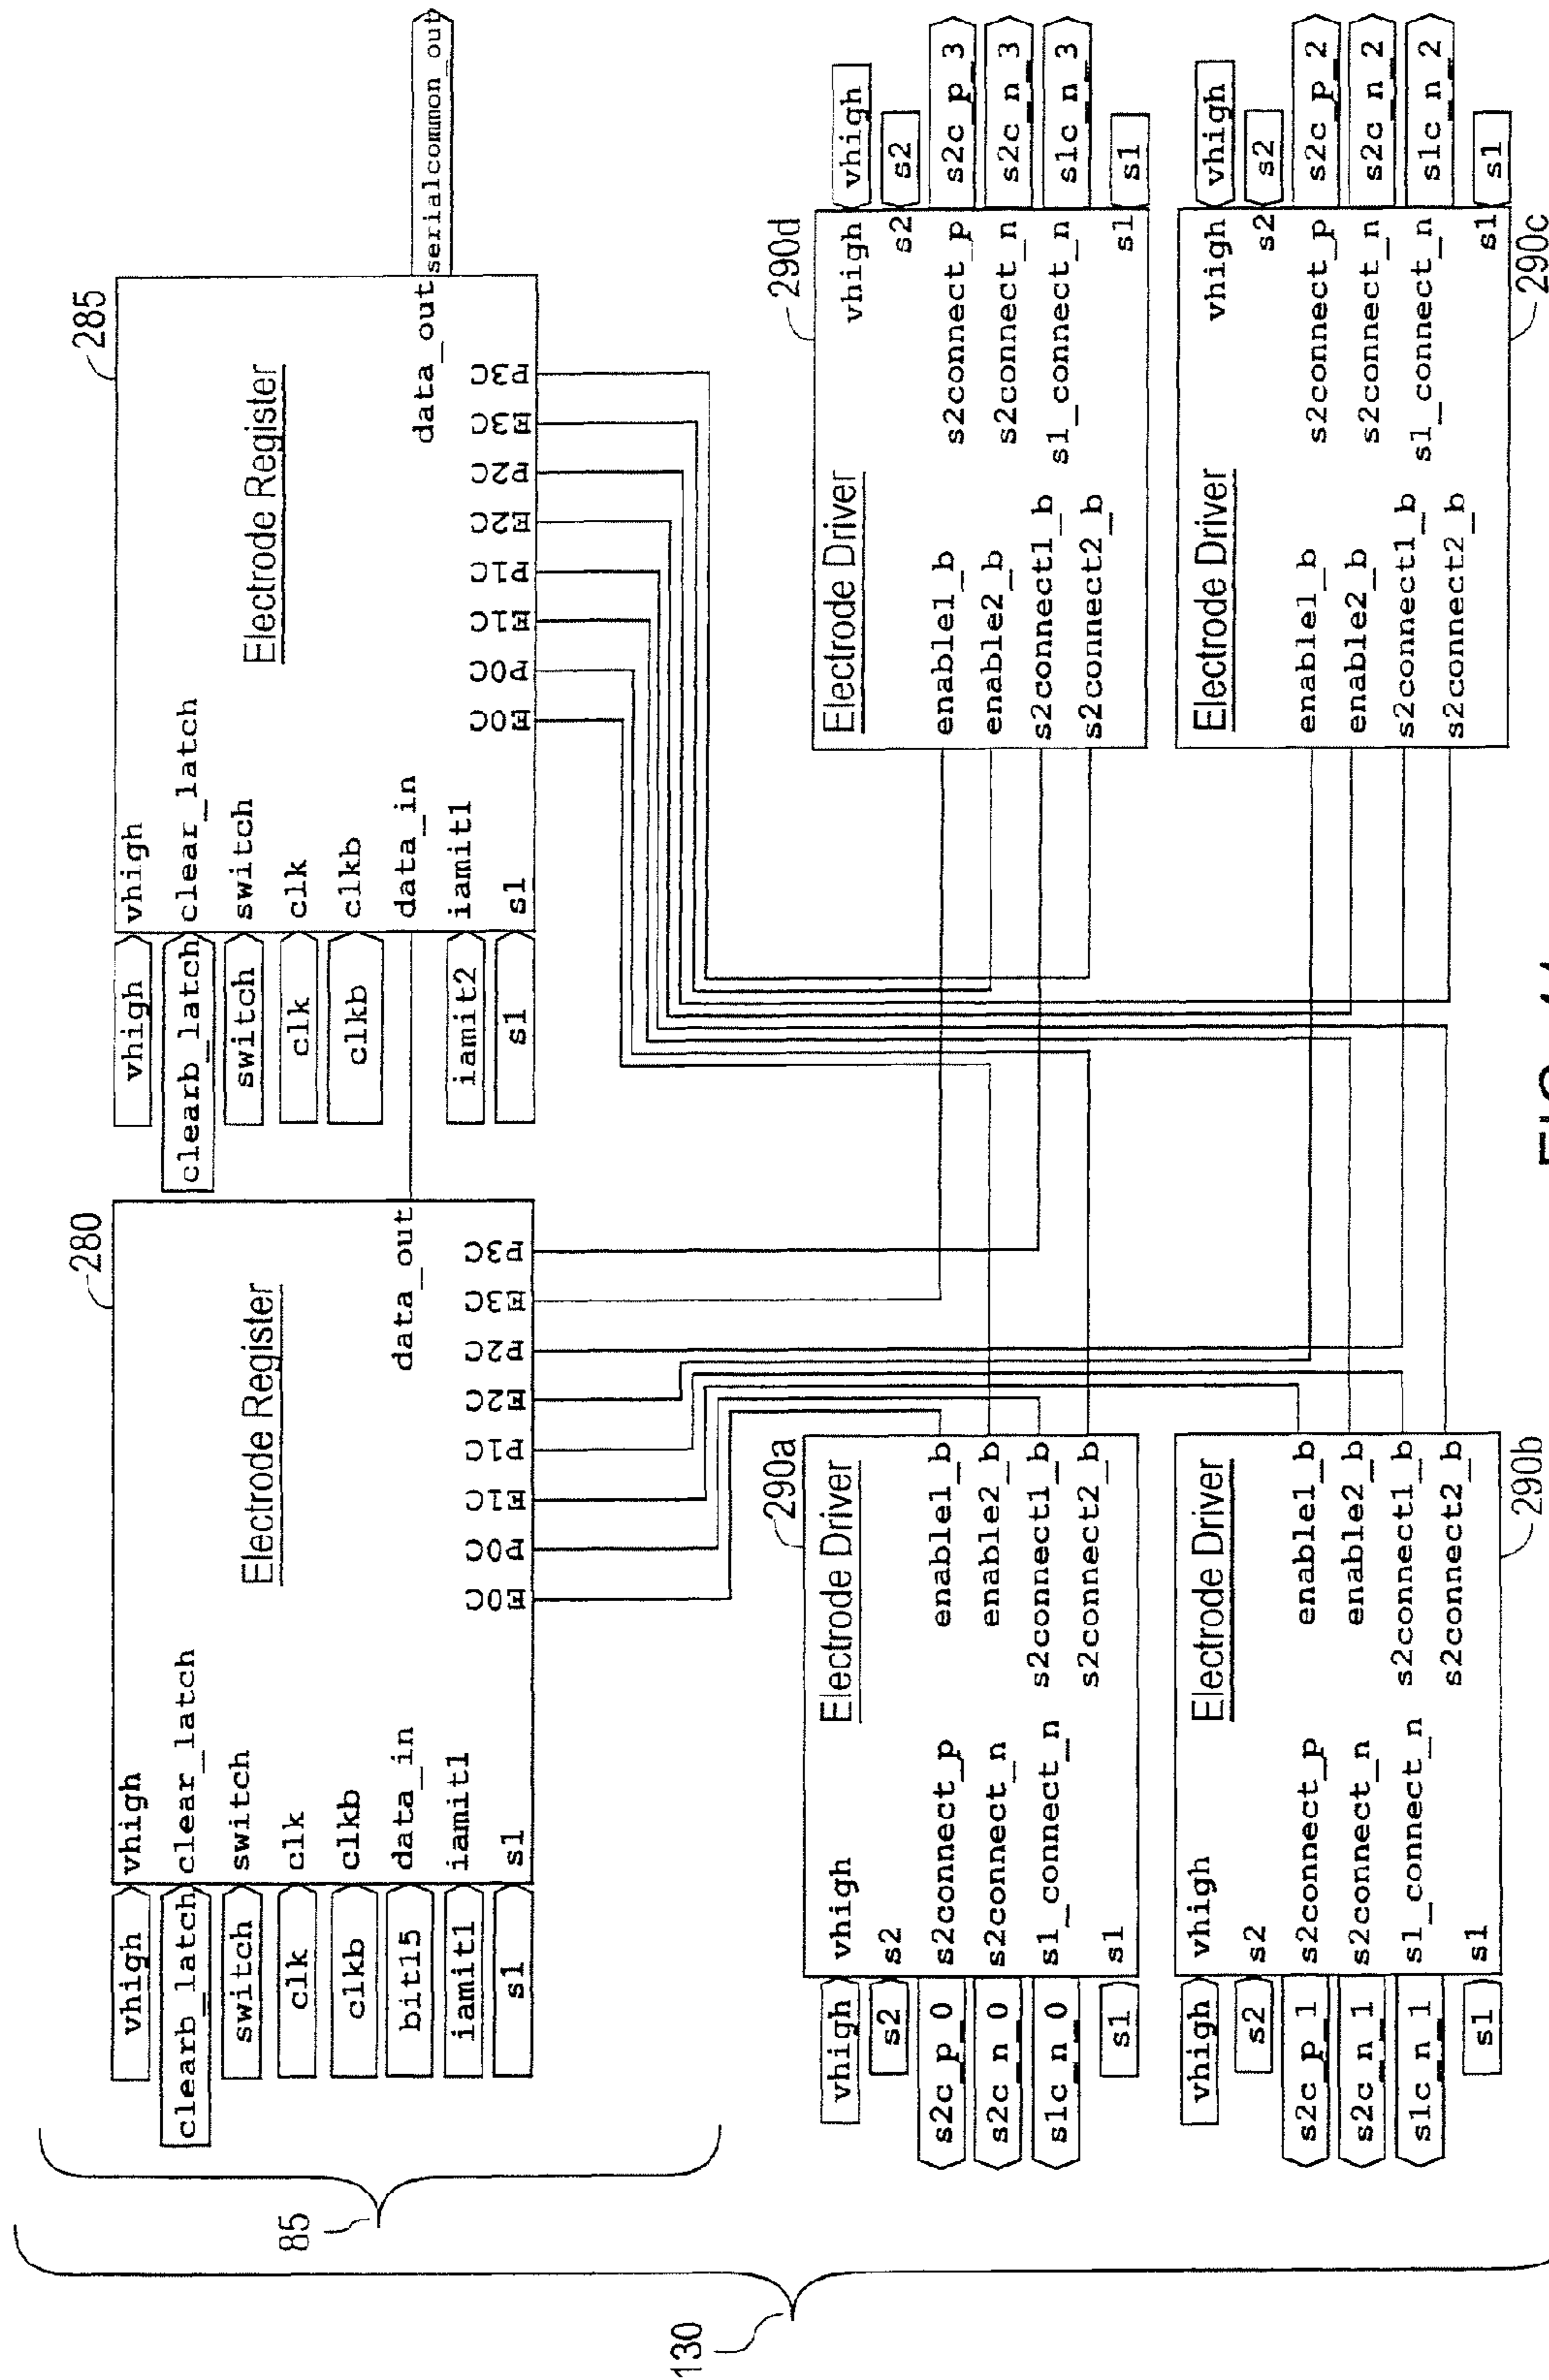 130
85
280
vhigh
clearb_latch
switch
clk
clkb
bit15
iamit1
s1
vhigh
clear_latch
switch
clk
clkb
data_in
iamit1
s1
Electrode Register
data_out
E0C
P0C
E1C
P1C
E2C
P2C
E3C
P3C
285
vhigh
clearb_latch
switch
clk
clkb
iamit2
s1
vhigh
clear_latch
switch
clk
clkb
data_in
iamit1
s1
Electrode Register
data_out
serialcommon_out
E0C
P0C
E1C
P1C
E2C
P2C
E3C
P3C
290a
vhigh
s2
s2c_p_0
s2c_n_0
s1c_n_0
s1
vhigh
s2
s2connect_p
s2connect_n
s1_connect_n
s1
Electrode Driver
enable1_b
enable2_b
s2connect1_b
s2connect2_b
290d
Electrode Driver
enable1_b
enable2_b
s2connect1_b
s2connect2_b
vhigh
s2
s2connect_p
s2connect_n
s1_connect_n
s1
vhigh
s2
s2c_p_3
s2c_n_3
s1c_n_3
s1
vhigh
s2
s2c_p_1
s2c_n_1
s1c_n_1
s1
vhigh
s2
s2connect_p
s2connect_n
s1_connect_n
s1
Electrode Driver
enable1_b
enable2_b
s2connect1_b
s2connect2_b
290b
Electrode Driver
enable1_b
enable2_b
s2connect1_b
s2connect2_b
vhigh
s2
s2connect_p
s2connect_n
s1_connect_n
s1
vhigh
s2
s2c_p_2
s2c_n_2
s1c_n_2
s1
290c